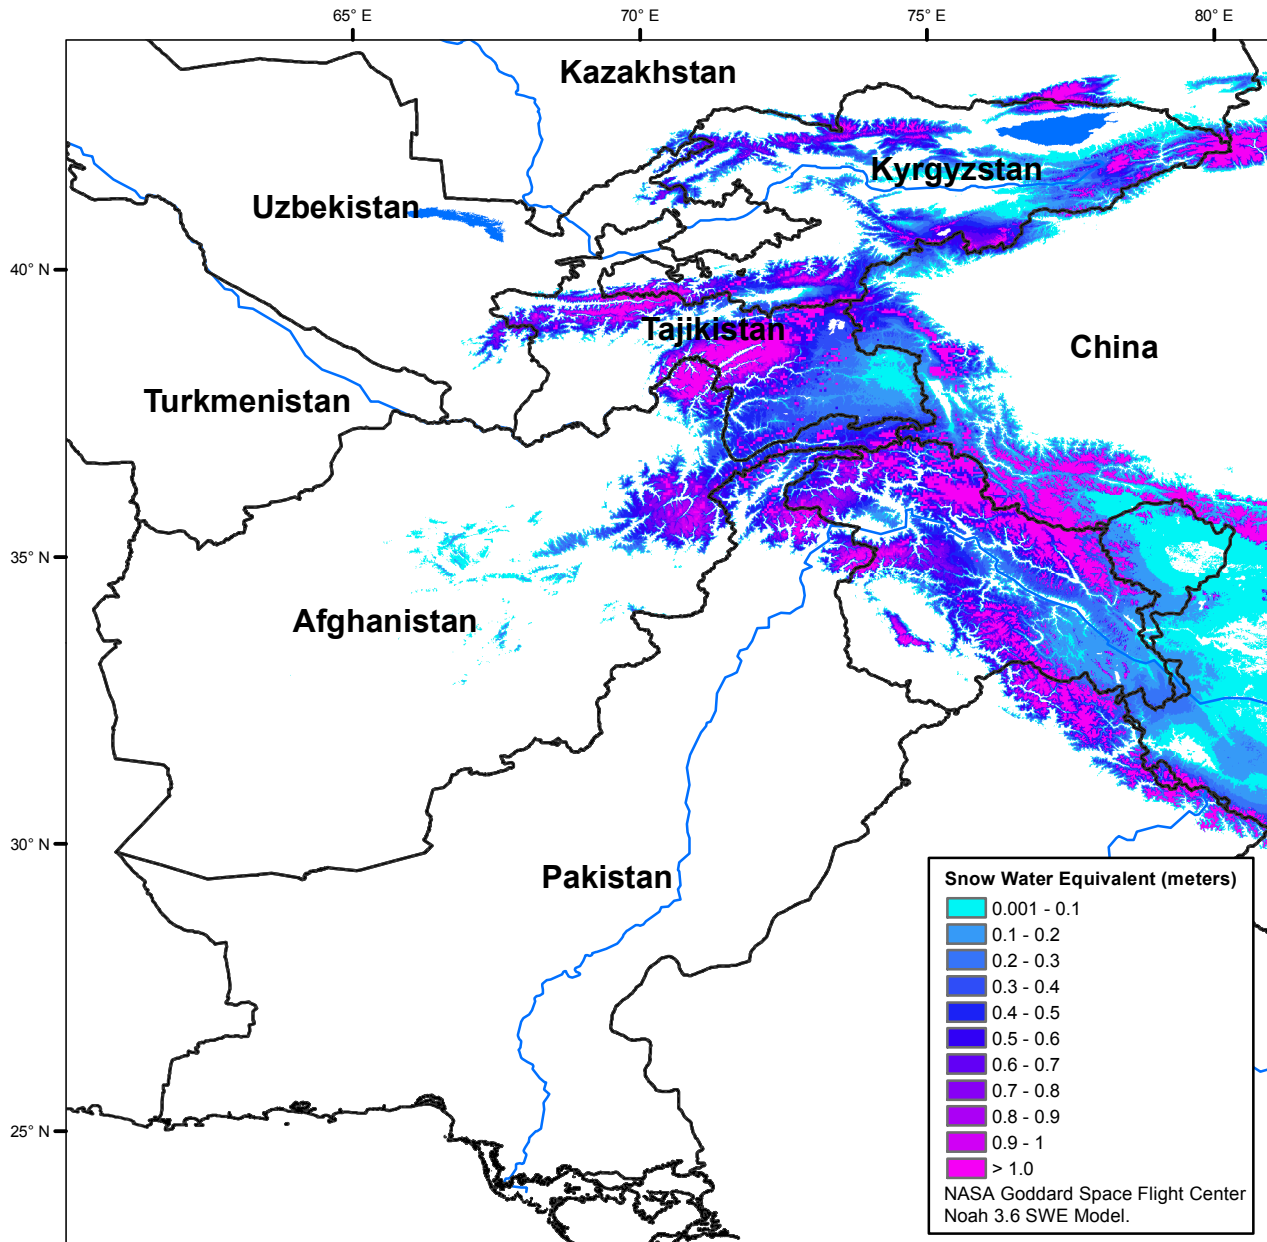 65° E
70° E
75° E
80° E
Kazakhstan
Kyrgyzstan
Uzbekistan
40° N
Tajikistan
China
Turkmenistan
35° N
Afghanistan
30° N
Pakistan
25° N
Snow Water Equivalent (meters)
0.001 - 0.1
0.1 - 0.2
0.2 - 0.3
0.3 - 0.4
0.4 - 0.5
0.5 - 0.6
0.6 - 0.7
0.7 - 0.8
0.8 - 0.9
0.9 - 1
> 1.0
NASA Goddard Space Flight Center
Noah 3.6 SWE Model.